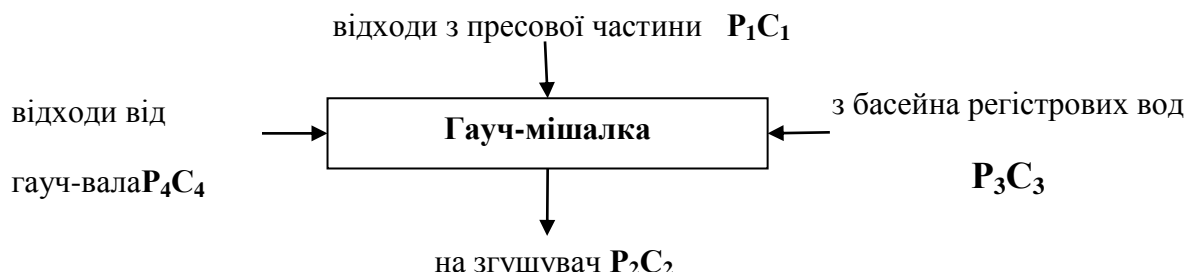 відходи з пресової частини P₁C₁
відходи від
гауч-валаP₄C₄
Гауч-мішалка
з басейна регістрових вод
P₃C₃
на згущувач P₂C₂